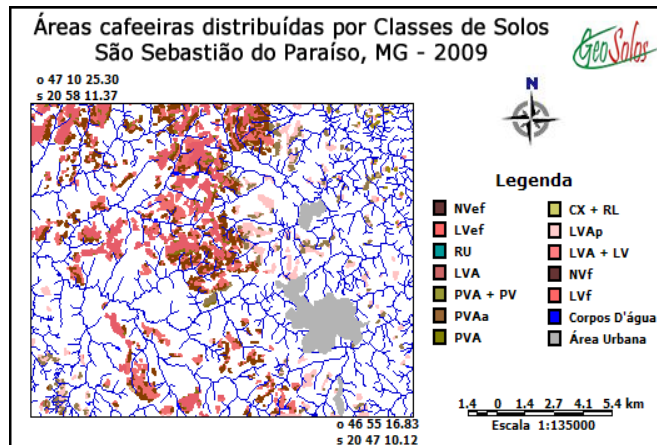 Áreas cafeeiras distribuídas por Classes de Solos
São Sebastião do Paraíso, MG - 2009
GeoSolos
o 47 10 25.30
s 20 58 11.37
N
Legenda
NVef
LVef
RU
LVA
PVA + PV
PVAa
PVA
CX + RL
LVAp
LVA + LV
NVf
LVf
Corpos D'água
Área Urbana
o 46 55 16.83
s 20 47 10.12
1.4 0 1.4 2.7 4.1 5.4 km
Escala 1:135000